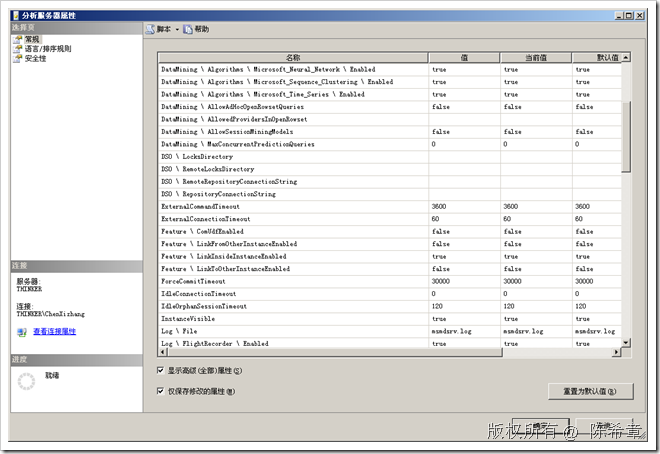 分析服务器属性
选择页
常规
语言/排序规则
安全性
脚本 帮助
名称 值 当前值 默认值
DataMining \ Algorithms \ Microsoft_Neural_Network \ Enabled true true true
DataMining \ Algorithms \ Microsoft_Sequence_Clustering \ Enabled true true true
DataMining \ Algorithms \ Microsoft_Time_Series \ Enabled true true true
DataMining \ AllowAdHocOpenRowsetQueries false false false
DataMining \ AllowedProvidersInOpenRowset
DataMining \ AllowSessionMiningModels false false false
DataMining \ MaxConcurrentPredictionQueries 0 0 0
DSO \ LocksDirectory
DSO \ RemoteLocksDirectory
DSO \ RemoteRepositoryConnectionString
DSO \ RepositoryConnectionString
ExternalCommandTimeout 3600 3600 3600
ExternalConnectionTimeout 60 60 60
Feature \ ComUdfEnabled false false false
Feature \ LinkFromOtherInstanceEnabled false false false
Feature \ LinkInsideInstanceEnabled true true true
Feature \ LinkToOtherInstanceEnabled false false false
ForceCommitTimeout 30000 30000 30000
IdleConnectionTimeout 0 0 0
IdleOrphanSessionTimeout 120 120 120
InstanceVisible true true true
Log \ File msmdsrv.log msmdsrv.log msmdsrv.log
Log \ FlightRecorder \ Enabled true true true
连接
服务器:
THINKER
连接:
THINKER\ChenXizhang
查看连接属性
进度
就绪
显示高级(全部)属性(S)
仅保存修改的属性(M)
重置为默认值(R)
版权所有 @ 陈希章